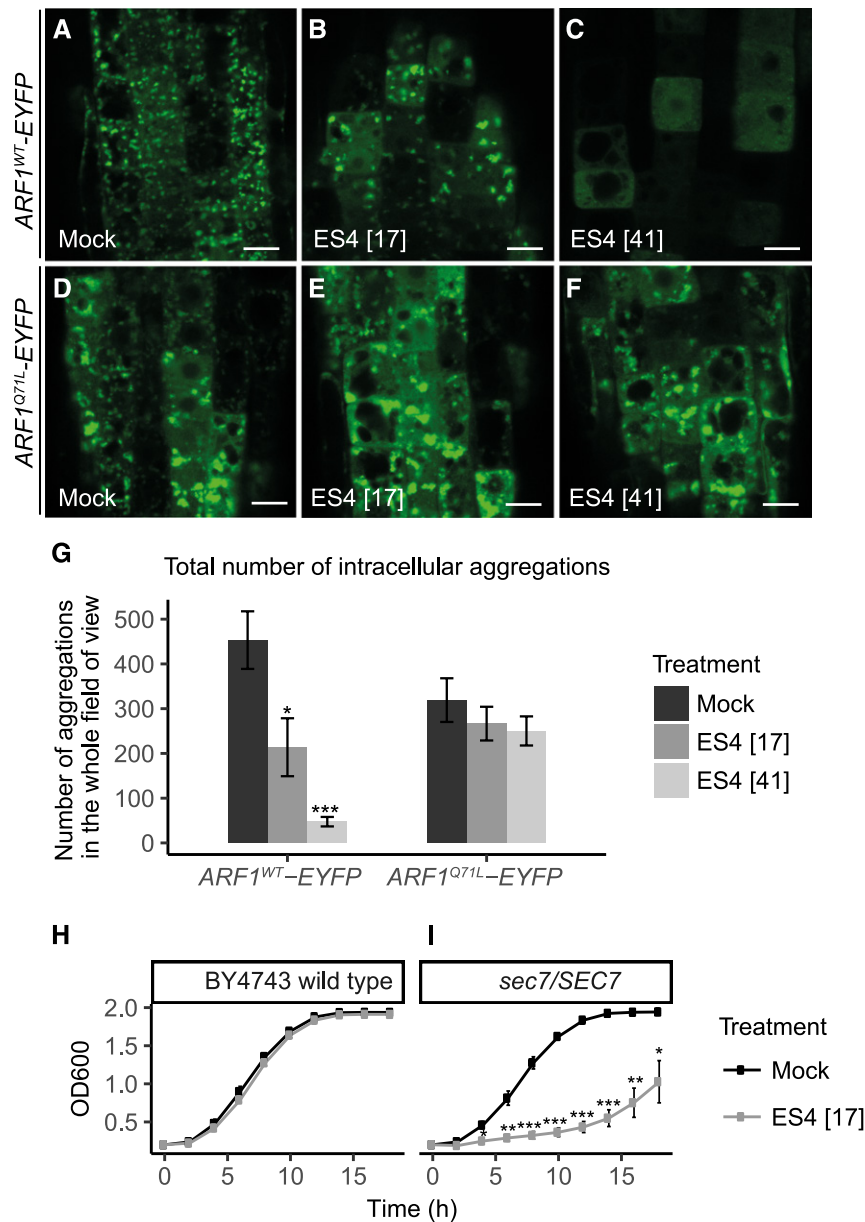 A
B
C
ARF1WT-EYFP
Mock
ES4 [17]
ES4 [41]
D
E
F
ARF1Q71L-EYFP
Mock
ES4 [17]
ES4 [41]
G
Total number of intracellular aggregations
Number of aggregations
in the whole field of view
500
400
300
200
100
0
*
***
ARF1WT–EYFP
ARF1Q71L–EYFP
Treatment
Mock
ES4 [17]
ES4 [41]
H
I
BY4743 wild type
sec7/SEC7
OD600
2.0
1.5
1.0
0.5
* ** *** *** *** *** ** *
0 5 10 15
0 5 10 15
Time (h)
Treatment
Mock
ES4 [17]